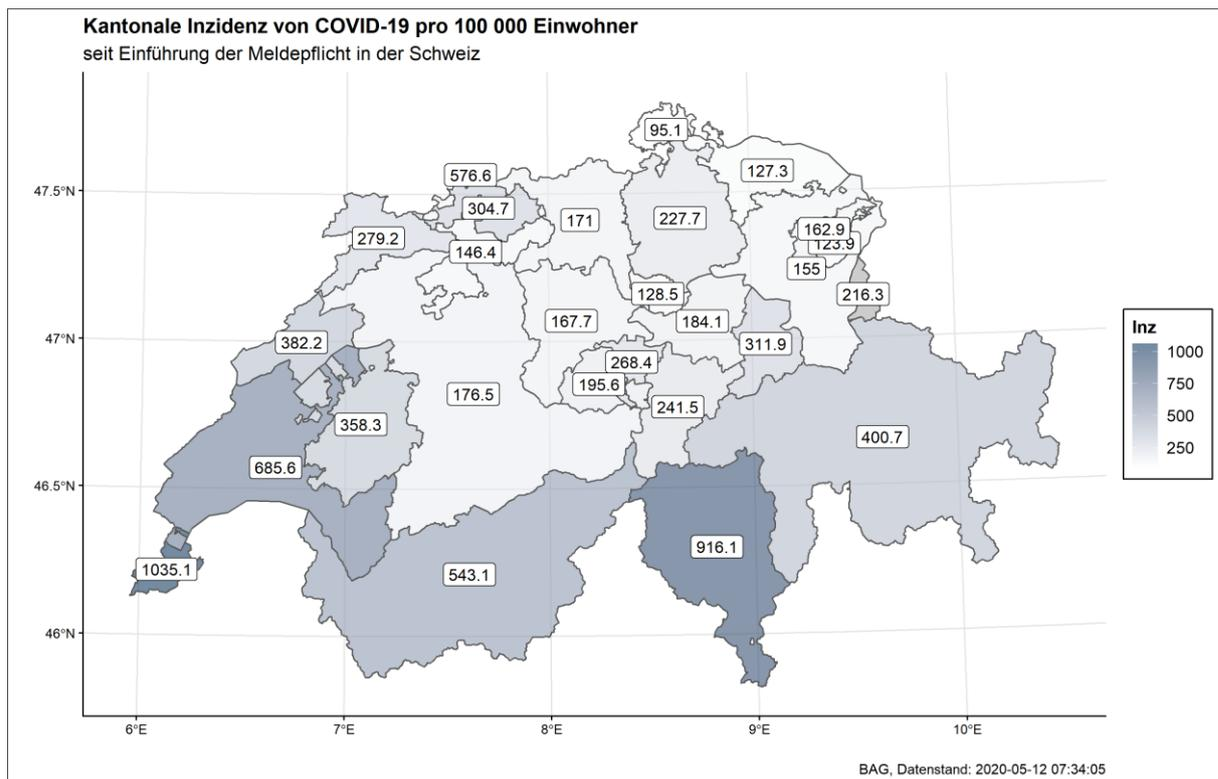 Kantonale Inzidenz von COVID-19 pro 100 000 Einwohner
seit Einführung der Meldepflicht in der Schweiz
95.1
576.6
127.3
47.5°N
304.7
171
227.7
162.9
279.2
123.9
146.4
155
128.5
216.3
167.7
184.1
47°N
382.2
311.9
268.4
195.6
176.5
241.5
358.3
400.7
685.6
46.5°N
916.1
1035.1
543.1
46°N
6°E
7°E
8°E
9°E
10°E
Inz
1000
750
500
250
BAG, Datenstand: 2020-05-12 07:34:05